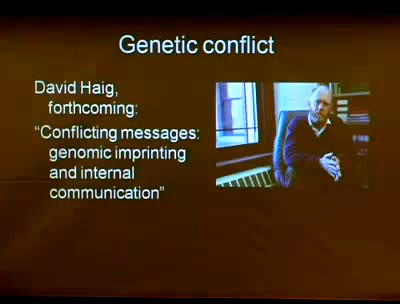 Genetic conflict
David Haig,
forthcoming:
“Conflicting messages:
genomic imprinting
and internal
communication”